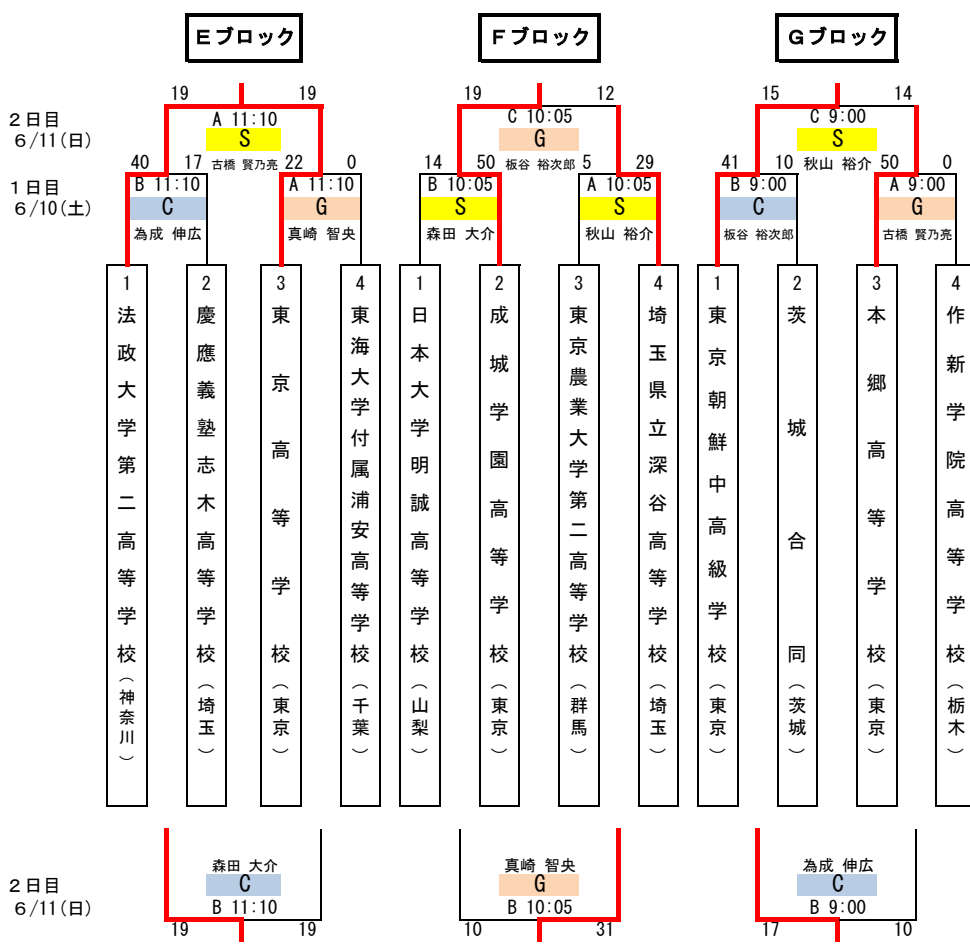 Eブロック Fブロック Gブロック
19 19 19 12 15 14
2日目 A 11:10 C 10:05 C 9:00
6/11(日) S G S
古橋 賢乃亮 板谷 裕次郎 秋山 裕介
40 17 22 0 14 50 5 29 41 10 50 0
1日目 B 11:10 A 11:10 B 10:05 A 10:05 B 9:00 A 9:00
6/10(土) C G S S C G
為成 伸広 真崎 智央 森田 大介 秋山 裕介 板谷 裕次郎 古橋 賢乃亮
1 2 3 4 1 2 3 4 1 2 3 4
法政大学第二高等学校(神奈川)
慶應義塾志木高等学校(埼玉)
東京高等学校(東京)
東海大学付属浦安高等学校(千葉)
日本大学明誠高等学校(山梨)
成城学園高等学校(東京)
東京農業大学第二高等学校(群馬)
埼玉県立深谷高等学校(埼玉)
東京朝鮮中高級学校(東京)
茨城合同(茨城)
本郷高等学校(東京)
作新学院高等学校(栃木)
森田 大介 真崎 智央 為成 伸広
2日目 C G C
6/11(日) B 11:10 B 10:05 B 9:00
19 19 10 31 17 10